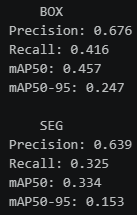 BOX
Precision: 0.676
Recall: 0.416
mAP50: 0.457
mAP50-95: 0.247
SEG
Precision: 0.639
Recall: 0.325
mAP50: 0.334
mAP50-95: 0.153